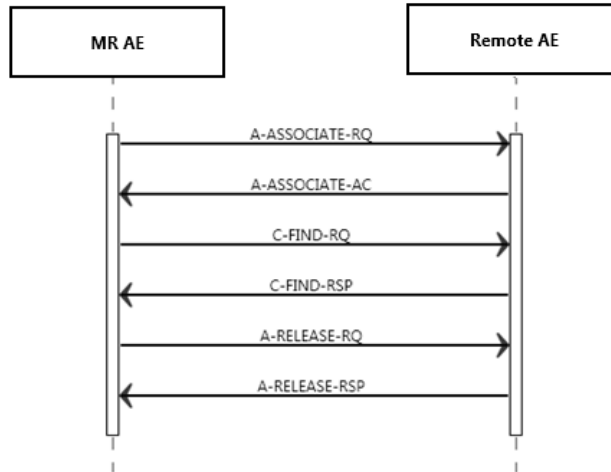 MR AE
Remote AE
A-ASSOCIATE-RQ
A-ASSOCIATE-AC
C-FIND-RQ
C-FIND-RSP
A-RELEASE-RQ
A-RELEASE-RSP